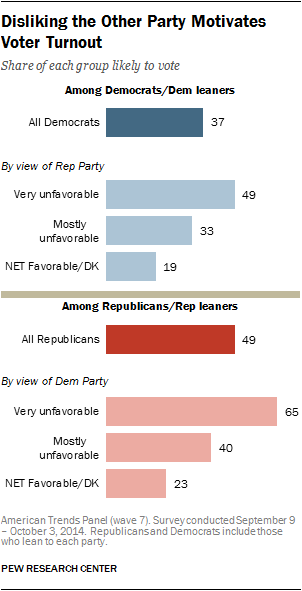 Disliking the Other Party Motivates
Voter Turnout
Share of each group likely to vote
Among Democrats/Dem leaners
All Democrats 37
By view of Rep Party
Very unfavorable 49
Mostly
unfavorable 33
NET Favorable/DK 19
Among Republicans/Rep leaners
All Republicans 49
By view of Dem Party
Very unfavorable 65
Mostly
unfavorable 40
NET Favorable/DK 23
American Trends Panel (wave 7). Survey conducted September 9
– October 3, 2014. Republicans and Democrats include those
who lean to each party.
PEW RESEARCH CENTER